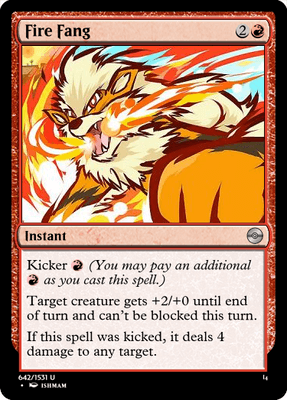 Fire Fang 2
Instant
Kicker (You may pay an additional
as you cast this spell.)
Target creature gets +2/+0 until end
of turn and can't be blocked this turn.
If this spell was kicked, it deals 4
damage to any target.
642/1531 U
• ISHMAM